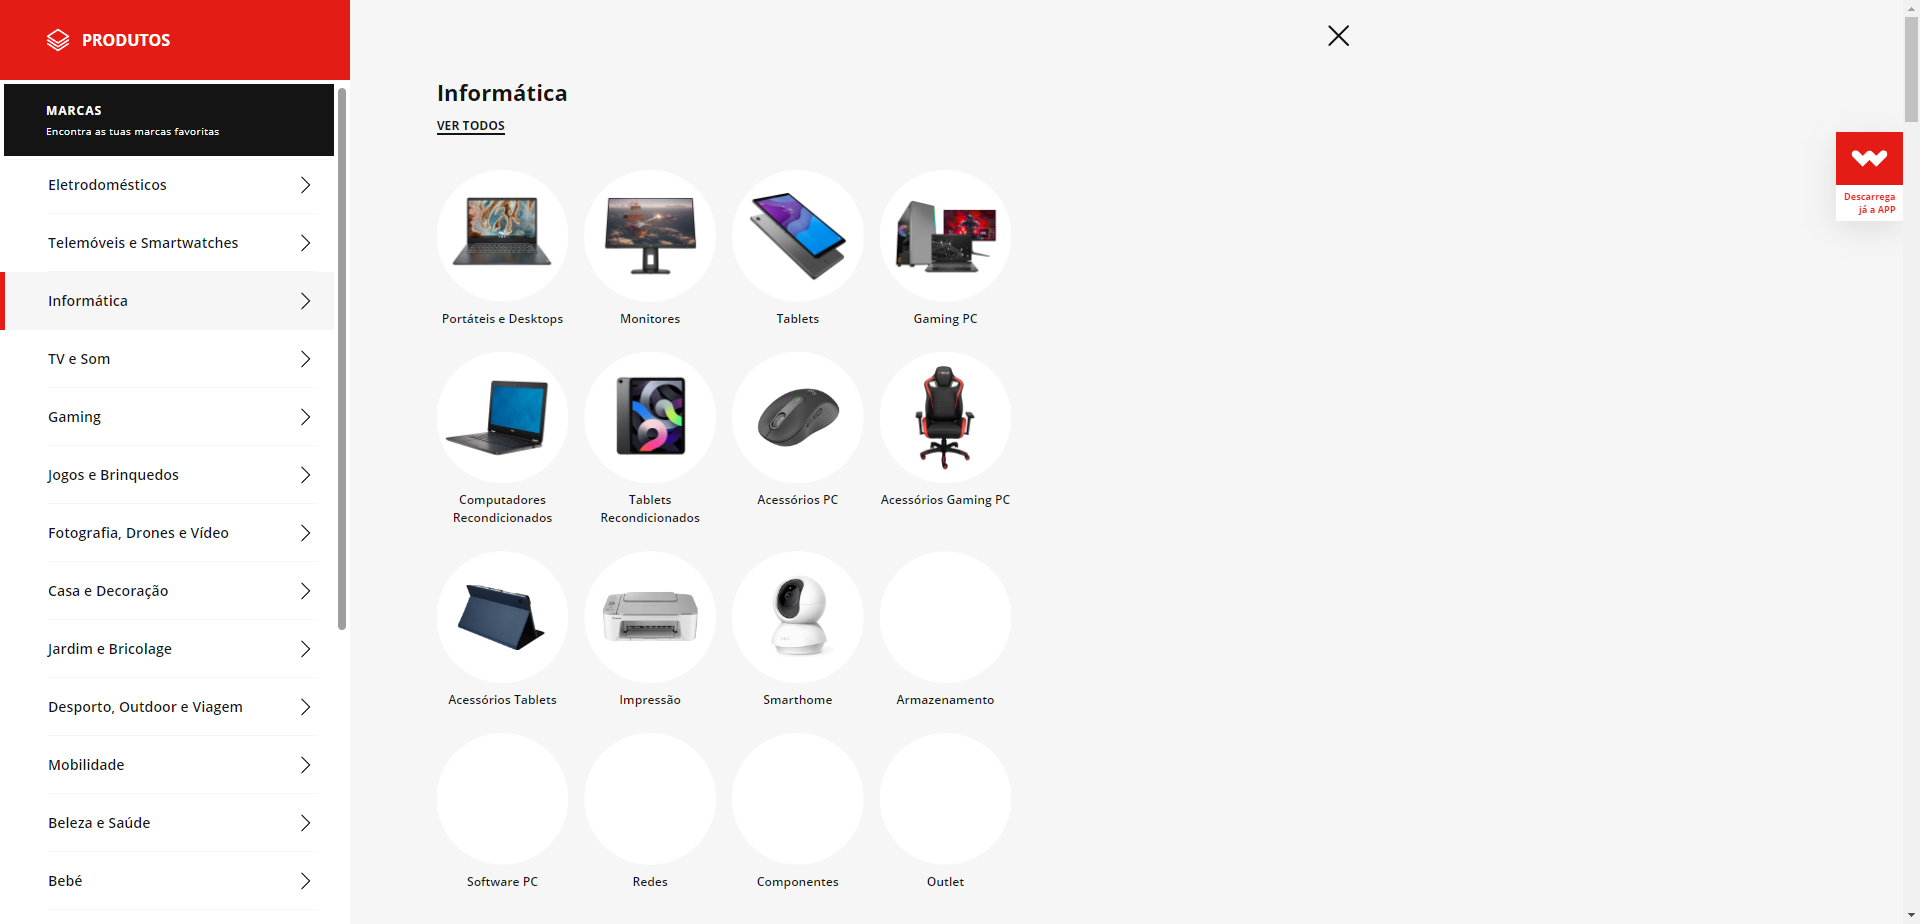 PRODUTOS
MARCAS
Encontra as tuas marcas favoritas
Eletrodomésticos
Telemóveis e Smartwatches
Informática
TV e Som
Gaming
Jogos e Brinquedos
Fotografia, Drones e Vídeo
Casa e Decoração
Jardim e Bricolage
Desporto, Outdoor e Viagem
Mobilidade
Beleza e Saúde
Bebé
Informática
VER TODOS
Portáteis e Desktops
Monitores
Tablets
Gaming PC
Computadores
Recondicionados
Tablets
Recondicionados
Acessórios PC
Acessórios Gaming PC
Acessórios Tablets
Impressão
Smarthome
Armazenamento
Software PC
Redes
Componentes
Outlet
Descarrega
já a APP